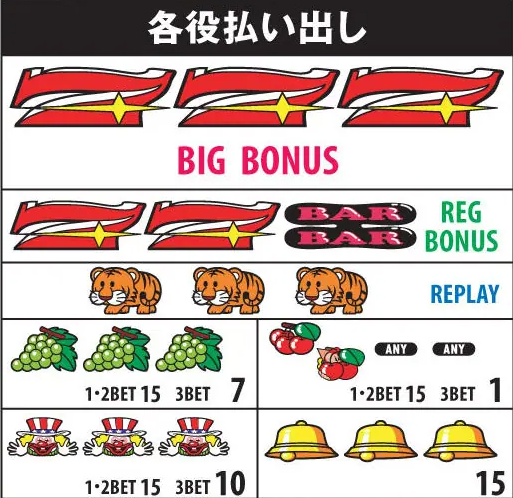 各役払い出し
BIG BONUS
BAR
BAR
REG
BONUS
REPLAY
1・2BET 15 3BET 7
ANY ANY
1・2BET 15 3BET 1
1・2BET 15 3BET 10
15